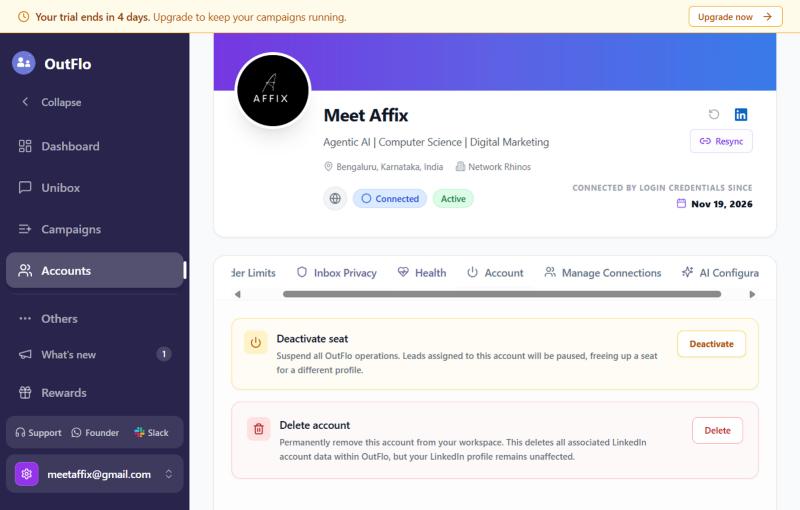 Your trial ends in 4 days. Upgrade to keep your campaigns running.
Upgrade now
OutFlo
Collapse
Dashboard
Unibox
Campaigns
Accounts
Others
What's new
1
Rewards
Support
Founder
Slack
meetaffix@gmail.com
AFFIX
Meet Affix
Agentic AI | Computer Science | Digital Marketing
Resync
Bengaluru, Karnataka, India
Network Rhinos
Connected
Active
CONNECTED BY LOGIN CREDENTIALS SINCE
Nov 19, 2026
der Limits
Inbox Privacy
Health
Account
Manage Connections
AI Configura
Deactivate seat
Suspend all OutFlo operations. Leads assigned to this account will be paused, freeing up a seat
for a different profile.
Deactivate
Delete account
Permanently remove this account from your workspace. This deletes all associated LinkedIn
account data within OutFlo, but your LinkedIn profile remains unaffected.
Delete